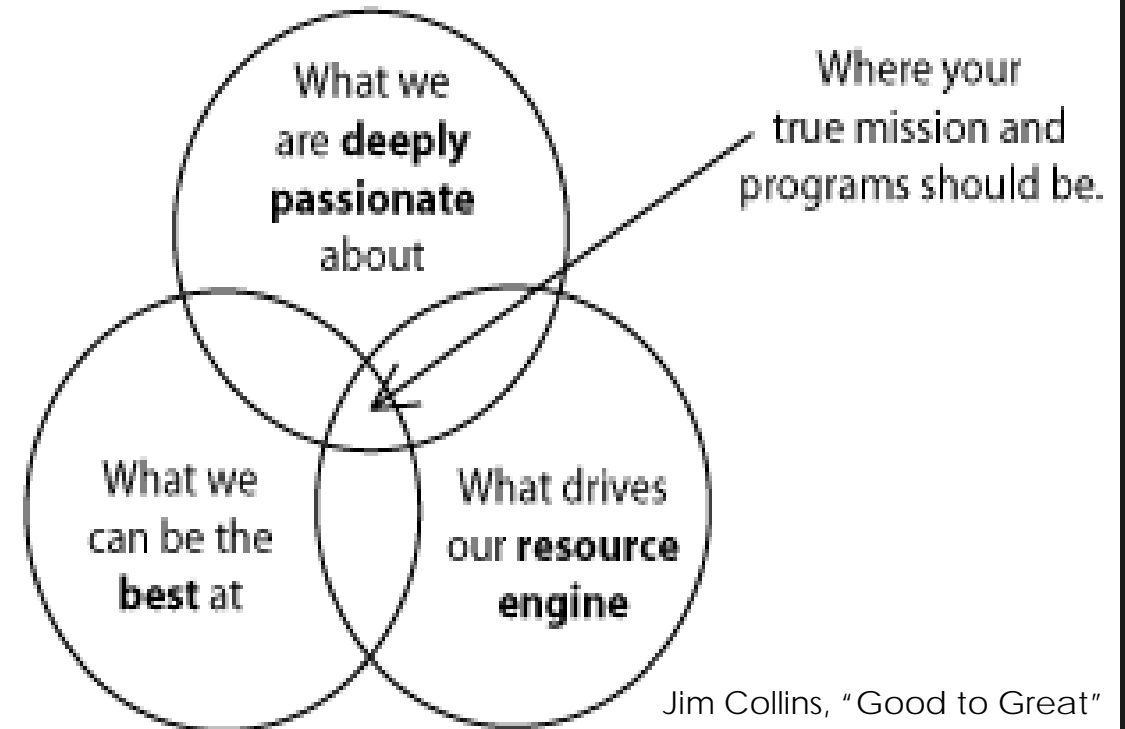 What we
are deeply
passionate
about
Where your
true mission and
programs should be.
What we
can be the
best at
What drives
our resource
engine
Jim Collins, “Good to Great”